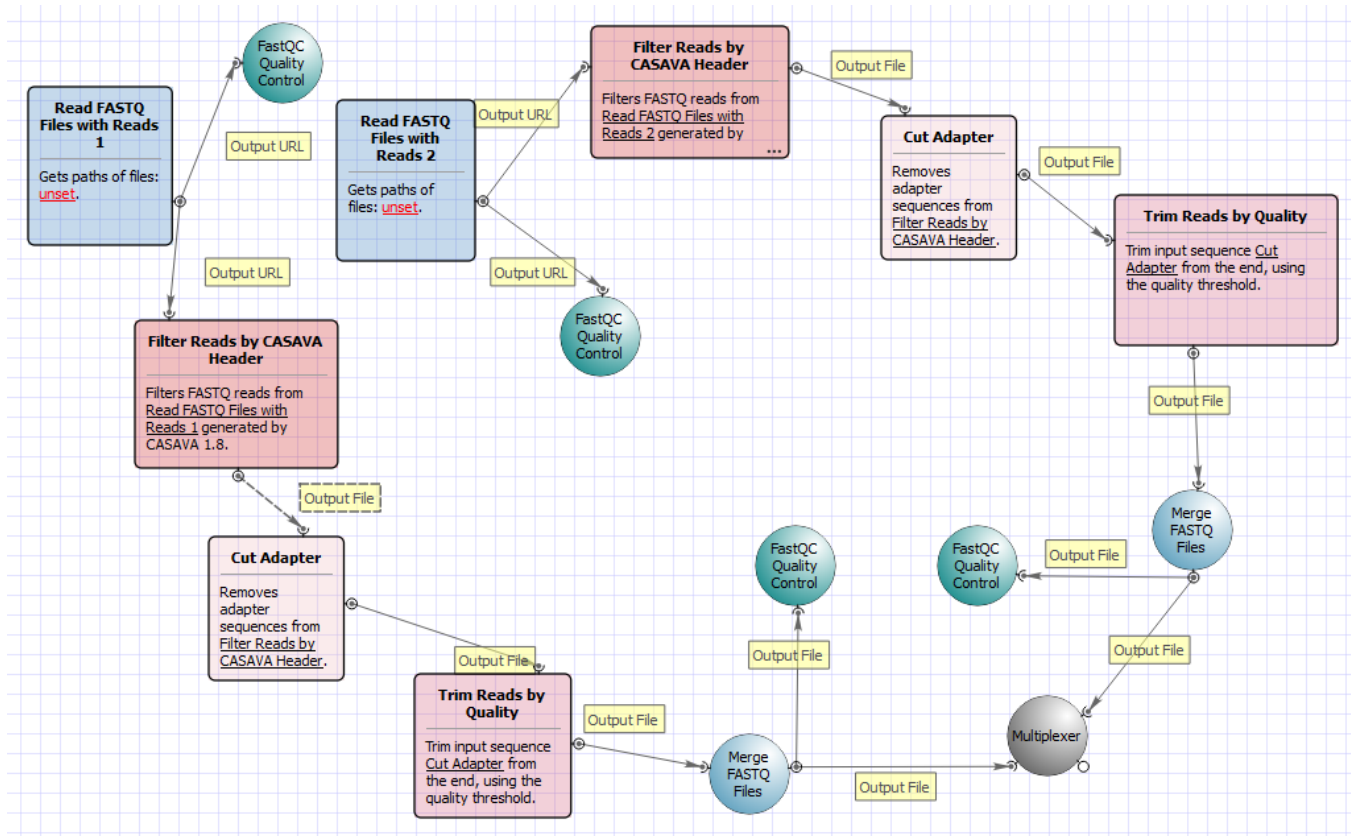 FastQC
Quality
Control
Read FASTQ
Files with Reads
1
Gets paths of files:
unset.
Output URL
Output URL
Filter Reads by CASAVA
Header
Filters FASTQ reads from
Read FASTQ Files with
Reads 1 generated by
CASAVA 1.8.
Output File
Cut Adapter
Removes
adapter
sequences from
Filter Reads by
CASAVA Header.
Output File
Trim Reads by
Quality
Trim input sequence
Cut Adapter from
the end, using the
quality threshold.
Output File
Merge
FASTQ
Files
Output File
FastQC
Quality
Control
Output File
Read FASTQ
Files with
Reads 2
Gets paths of
files: unset.
Output URL
Output URL
FastQC
Quality
Control
Filter Reads by
CASAVA Header
Filters FASTQ reads from
Read FASTQ Files with
Reads 2 generated by
...
Output File
Cut Adapter
Removes
adapter
sequences from
Filter Reads by
CASAVA Header.
Output File
Trim Reads by Quality
Trim input sequence Cut
Adapter from the end, using
the quality threshold.
Output File
Merge
FASTQ
Files
Output File
FastQC
Quality
Control
Output File
Multiplexer